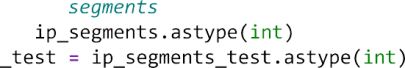 segments
ip_segments.astype(int)
_test = ip_segments_test.astype(int)